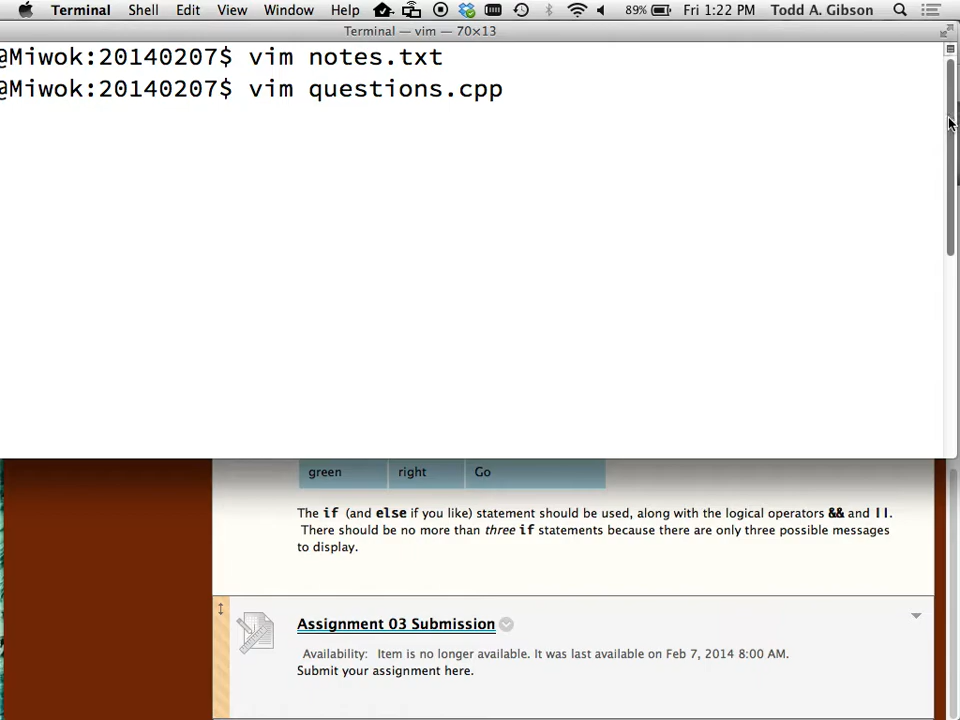 Terminal Shell Edit View Window Help 89% Fri 1:22 PM Todd A. Gibson
Terminal — vim — 70×13
@Miwok:20140207$ vim notes.txt
@Miwok:20140207$ vim questions.cpp
green right Go
The if (and else if you like) statement should be used, along with the logical operators && and ||.
There should be no more than three if statements because there are only three possible messages
to display.
Assignment 03 Submission
Availability: Item is no longer available. It was last available on Feb 7, 2014 8:00 AM.
Submit your assignment here.